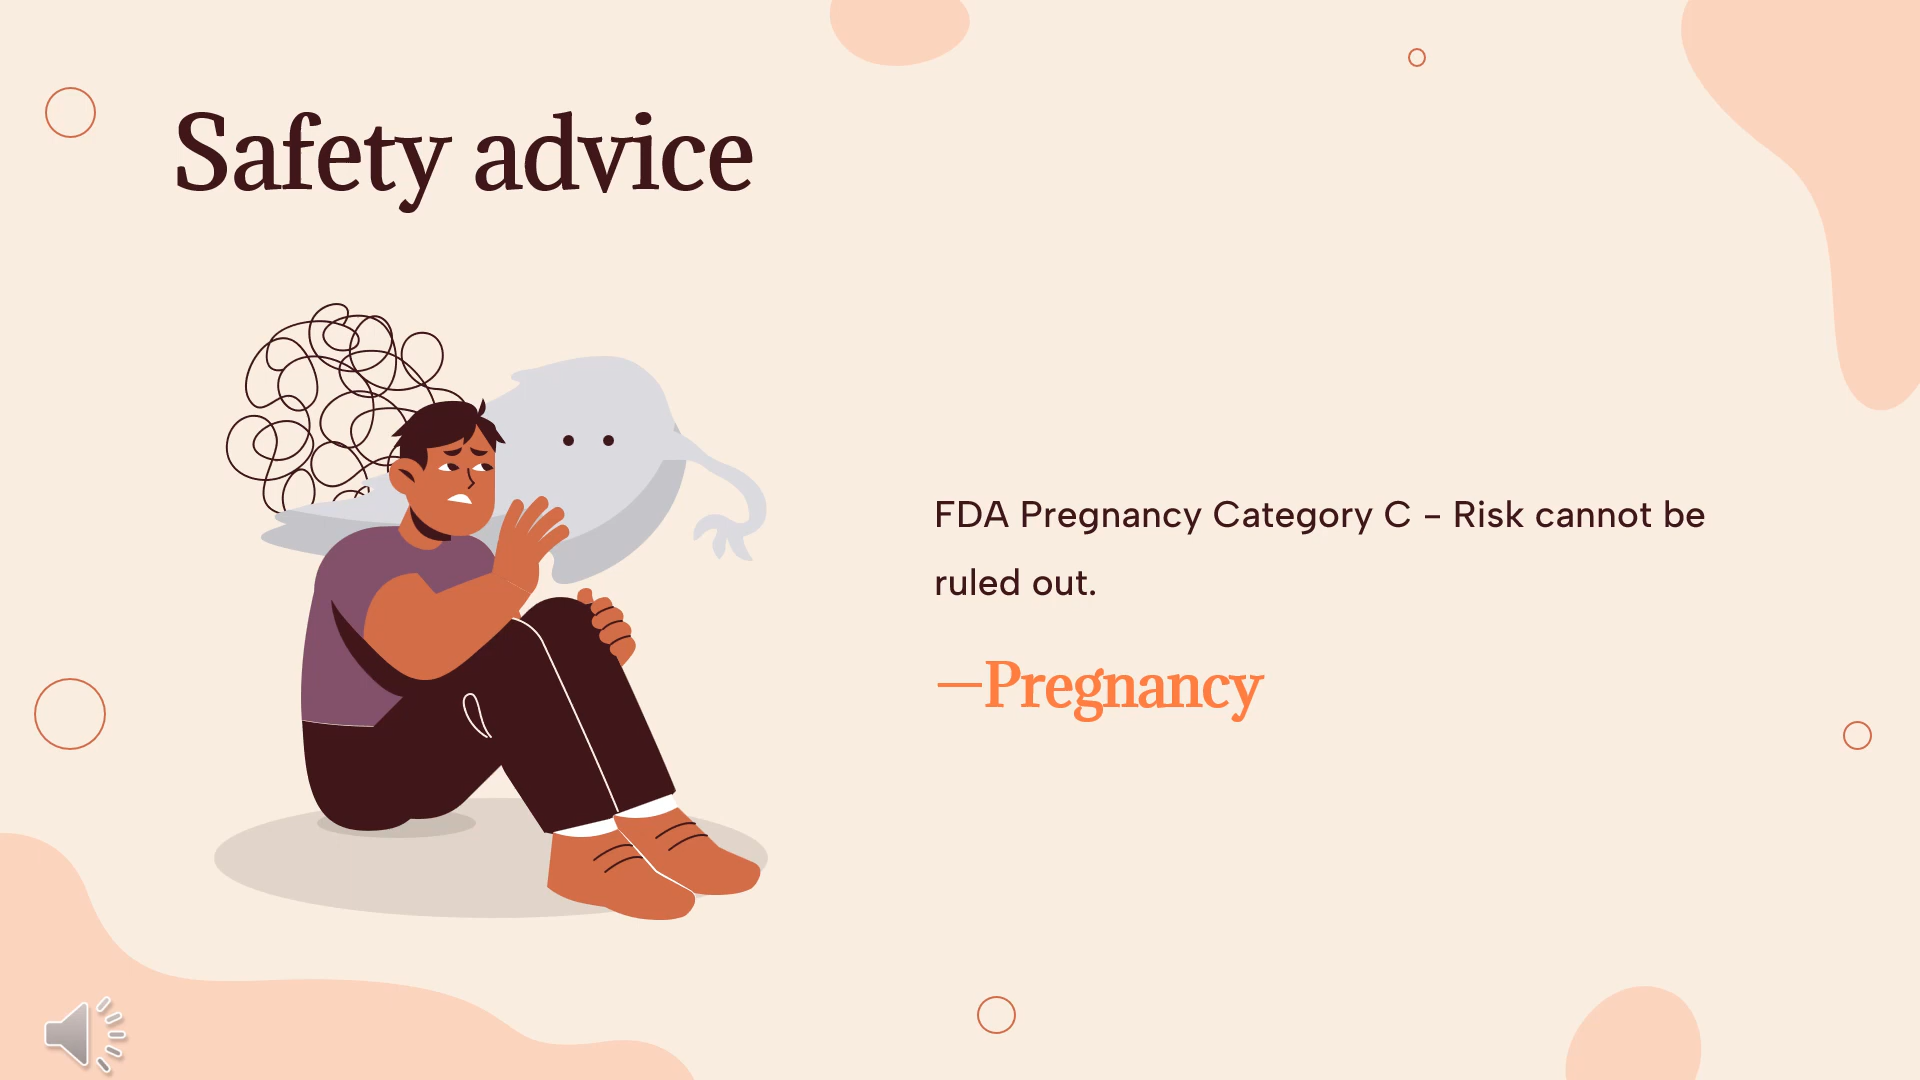 Safety advice
FDA Pregnancy Category C – Risk cannot be
ruled out.
—Pregnancy